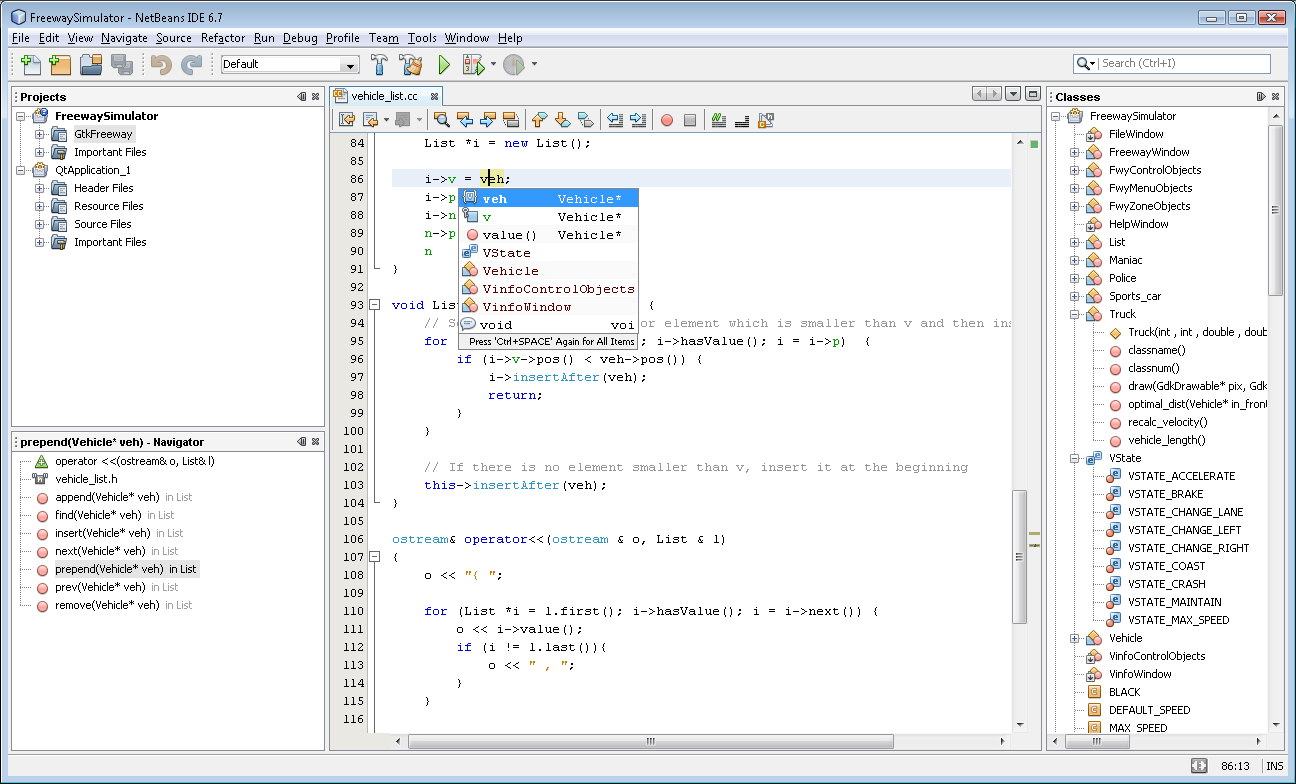 FreewaySimulator - NetBeans IDE 6.7
File Edit View Navigate Source Refactor Run Debug Profile Team Tools Window Help
Default
Search (Ctrl+I)
Projects
FreewaySimulator
GtkFreeway
Important Files
QtApplication_1
Header Files
Resource Files
Source Files
Important Files
prepend(Vehicle* veh) - Navigator
operator <<(ostream& o, List& l)
vehicle_list.h
append(Vehicle* veh) in List
find(Vehicle* veh) in List
insert(Vehicle* veh) in List
next(Vehicle* veh) in List
prepend(Vehicle* veh) in List
prev(Vehicle* veh) in List
remove(Vehicle* veh) in List
vehicle_list.cc
84 List *i = new List();
85
86 i->v = veh;
87 i->p
88 i->n
89 n->p
90 n
91 }
92
93 void Lis {
94 // S or element which is smaller than v and then ins
95 for ; i->hasValue(); i = i->p) {
96 if (i->v->pos() < veh->pos()) {
97 i->insertAfter(veh);
98 return;
99 }
100 }
101
102 // If there is no element smaller than v, insert it at the beginning
103 this->insertAfter(veh);
104 }
105
106 ostream& operator<<(ostream & o, List & l)
107 {
108 o << "( ";
109
110 for (List *i = l.first(); i->hasValue(); i = i->next()) {
111 o << i->value();
112 if (i != l.last()){
113 o << " , ";
114 }
115 }
116
veh Vehicle*
v Vehicle*
value() Vehicle*
VState
Vehicle
VinfoControlObjects
VinfoWindow
void voi
Press 'Ctrl+SPACE' Again for All Items
Classes
FreewaySimulator
FileWindow
FreewayWindow
FwyControlObjects
FwyMenuObjects
FwyZoneObjects
HelpWindow
List
Maniac
Police
Sports_car
Truck
Truck(int , int , double , doub
classname()
classnum()
draw(GdkDrawable* pix, Gdk
optimal_dist(Vehicle* in_front
recalc_velocity()
vehicle_length()
VState
VSTATE_ACCELERATE
VSTATE_BRAKE
VSTATE_CHANGE_LANE
VSTATE_CHANGE_LEFT
VSTATE_CHANGE_RIGHT
VSTATE_COAST
VSTATE_CRASH
VSTATE_MAINTAIN
VSTATE_MAX_SPEED
Vehicle
VinfoControlObjects
VinfoWindow
BLACK
DEFAULT_SPEED
MAX_SPEED
86:13 INS